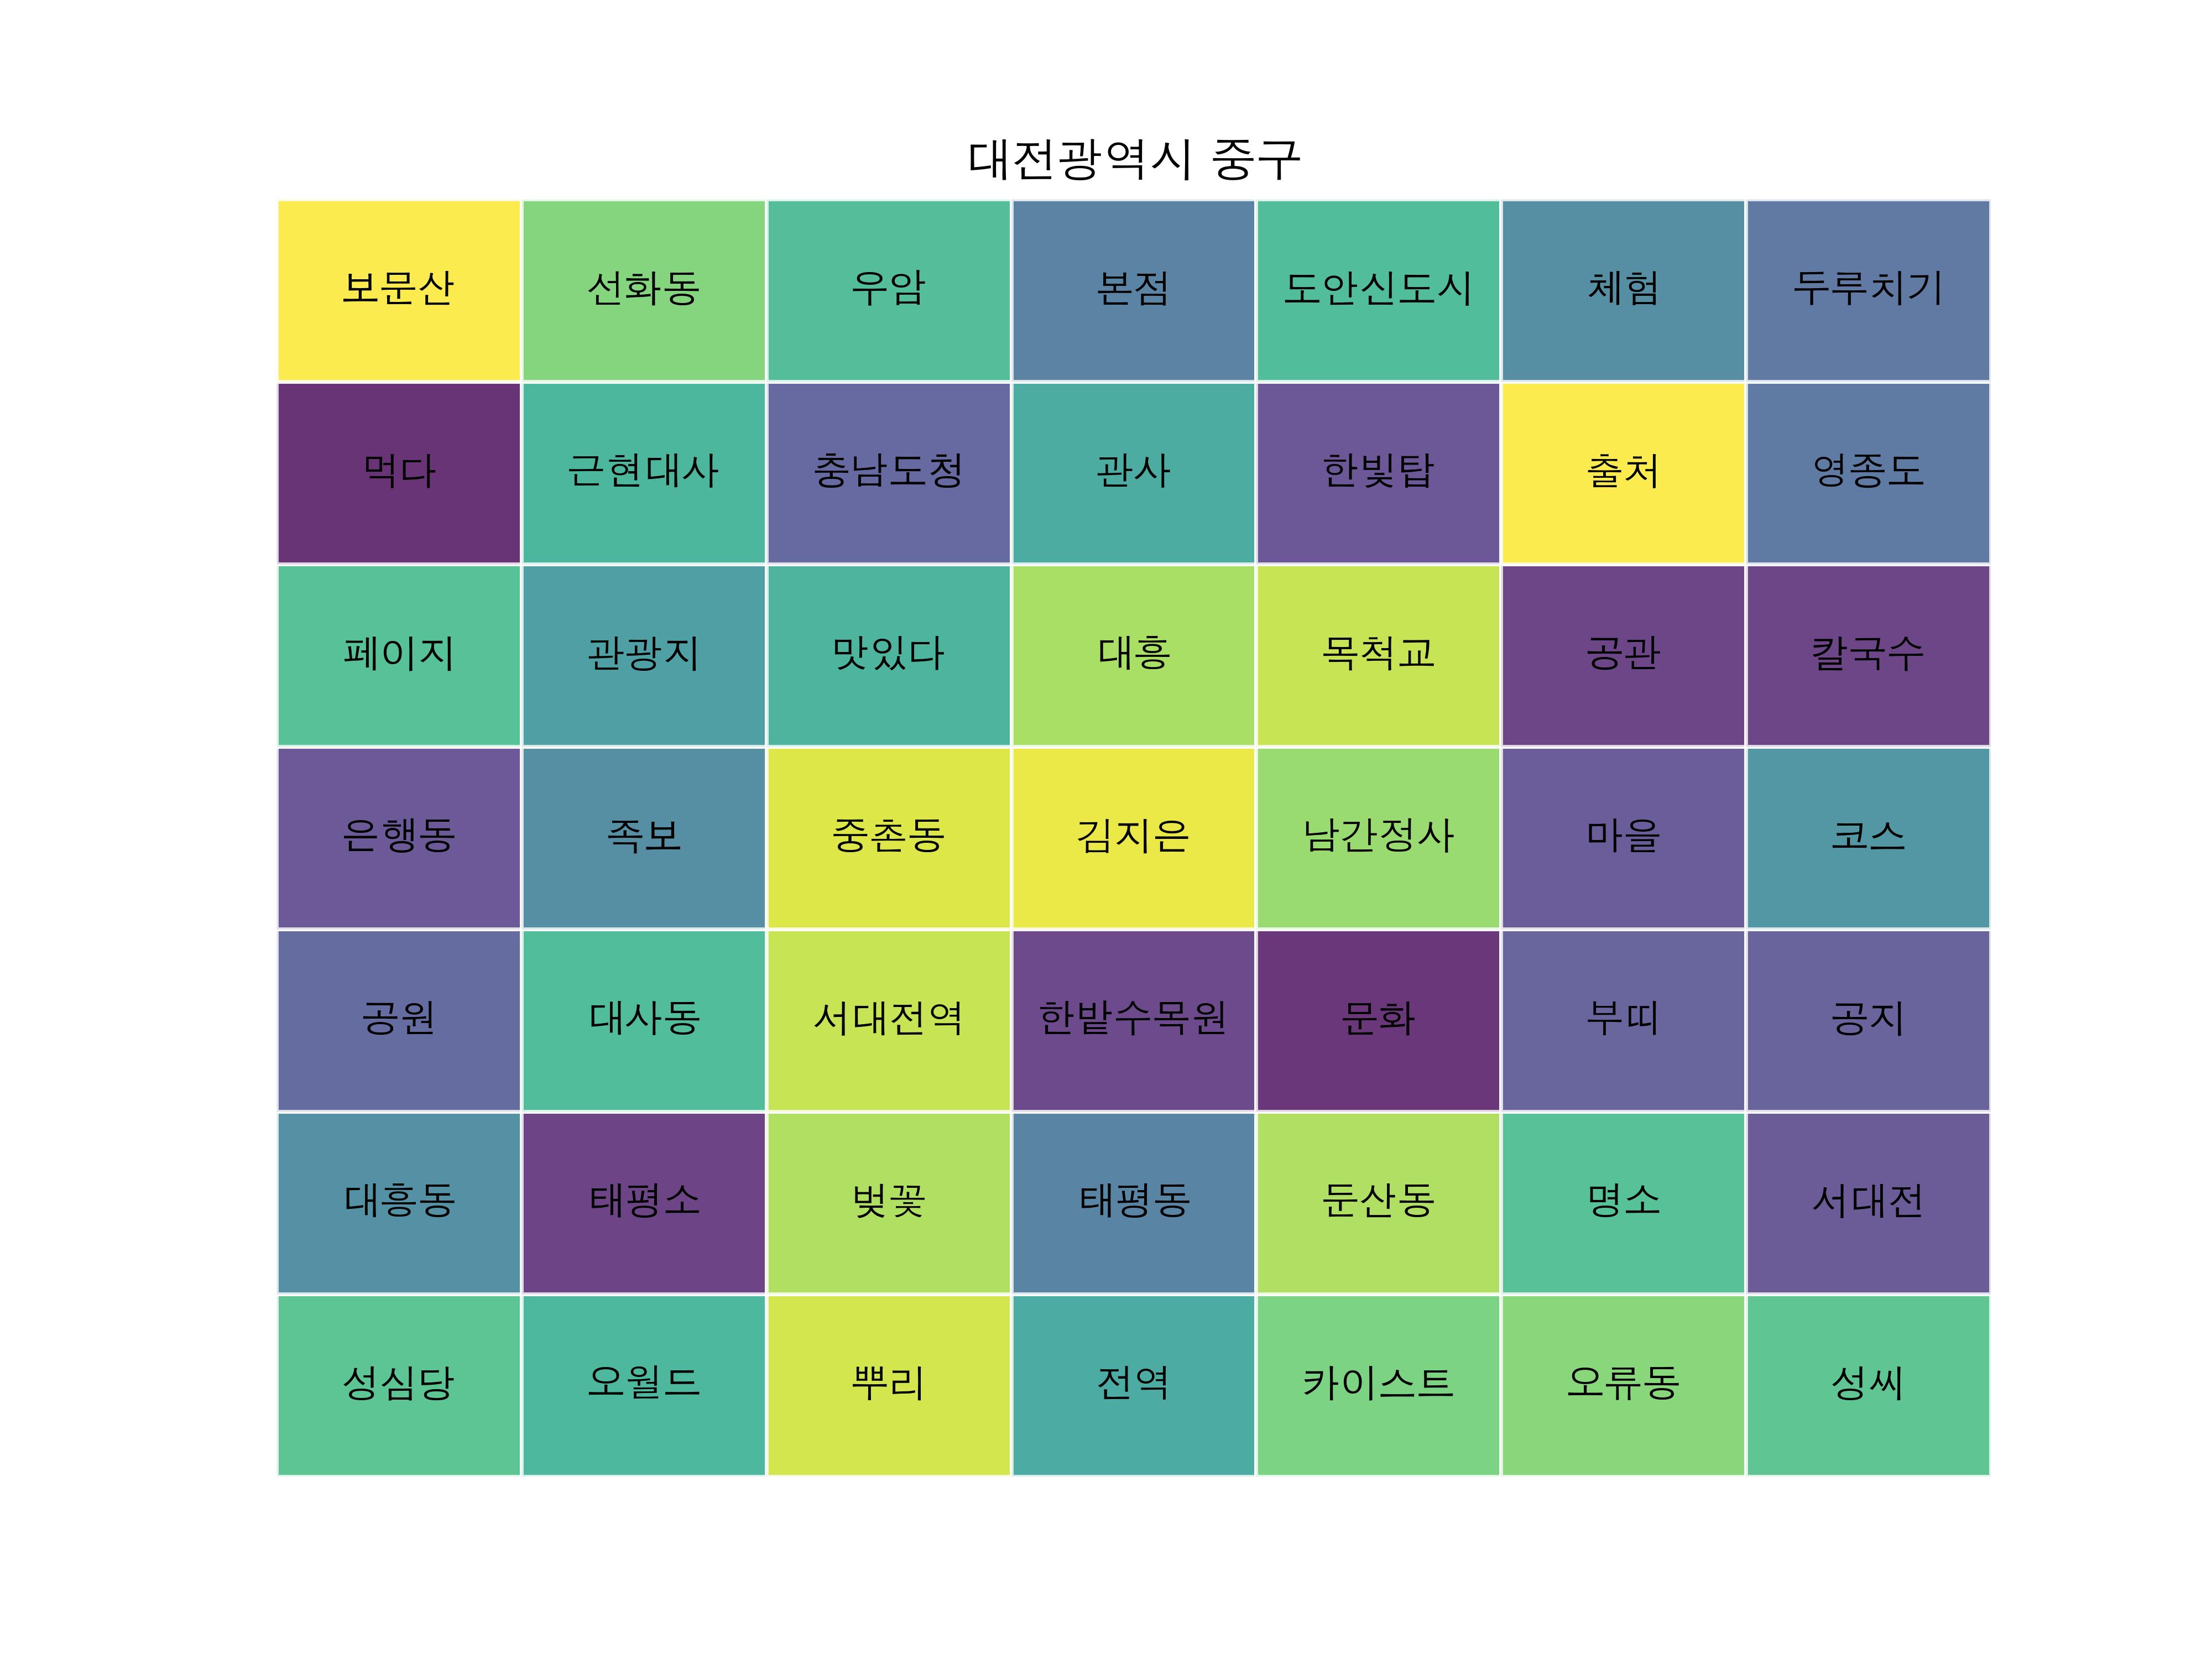 대전광역시 중구
보문산 선화동 우암 본점 도안신도시 체험 두루치기
먹다 근현대사 충남도청 관사 한빛탑 출처 영종도
페이지 관광지 맛있다 대흥 목척교 공관 칼국수
은행동 족보 중촌동 김지은 남간정사 마을 코스
공원 대사동 서대전역 한밭수목원 문화 부띠 공지
대흥동 태평소 벚꽃 태평동 둔산동 명소 서대전
성심당 오월드 뿌리 전역 카이스트 오류동 성씨